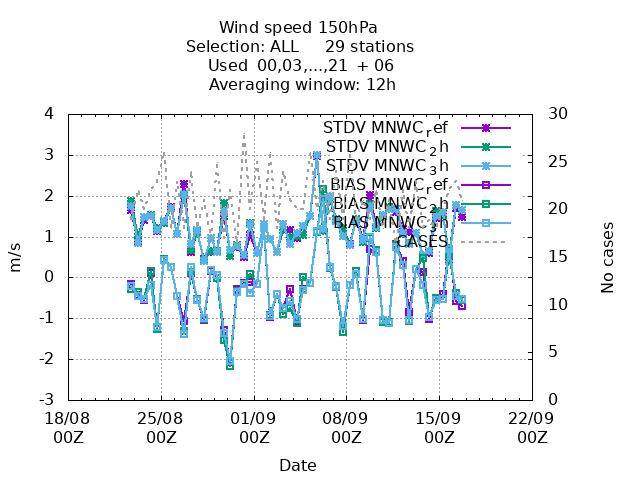 Wind speed 150hPa
Selection: ALL 29 stations
Used 00,03,...,21 + 06
Averaging window: 12h
4
3
2
1
0
-1
-2
-3
m/s
30
25
20
15
10
5
0
No cases
STDV MNWC_ref
STDV MNWC_2h
STDV MNWC_3h
BIAS MNWC_ref
BIAS MNWC_2h
BIAS MNWC_3h
CASES
18/08 25/08 01/09 08/09 15/09 22/09
00Z 00Z 00Z 00Z 00Z 00Z
Date